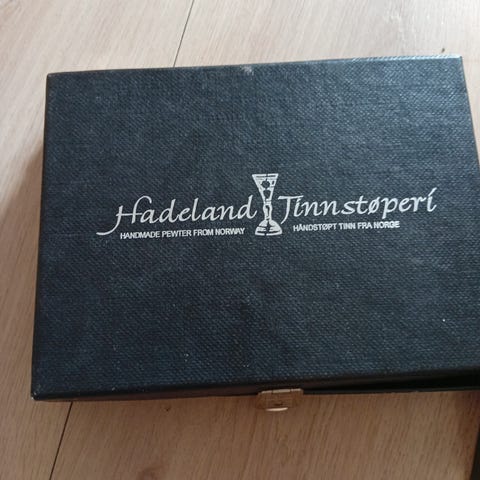 Hadeland Tinnstøperi
HANDMADE PEWTER FROM NORWAY HÅNDSTØPT TINN FRA NORGE